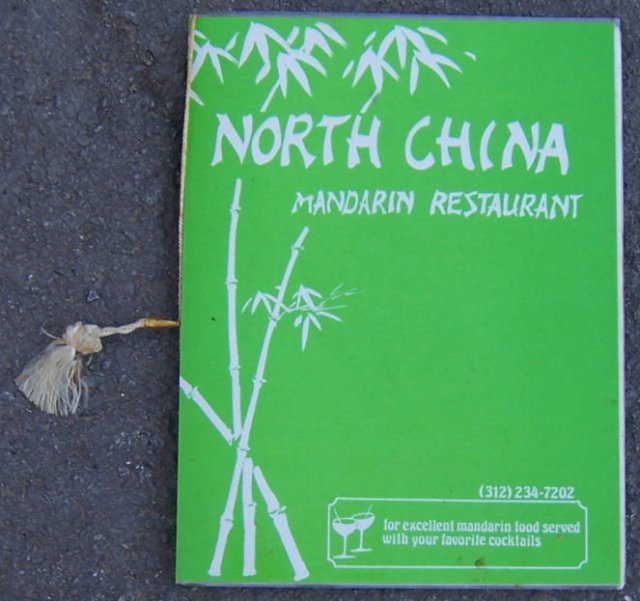 NORTH CHINA
MANDARIN RESTAURANT
(312) 234-7202
for excellent mandarin food served
with your favorite cocktails